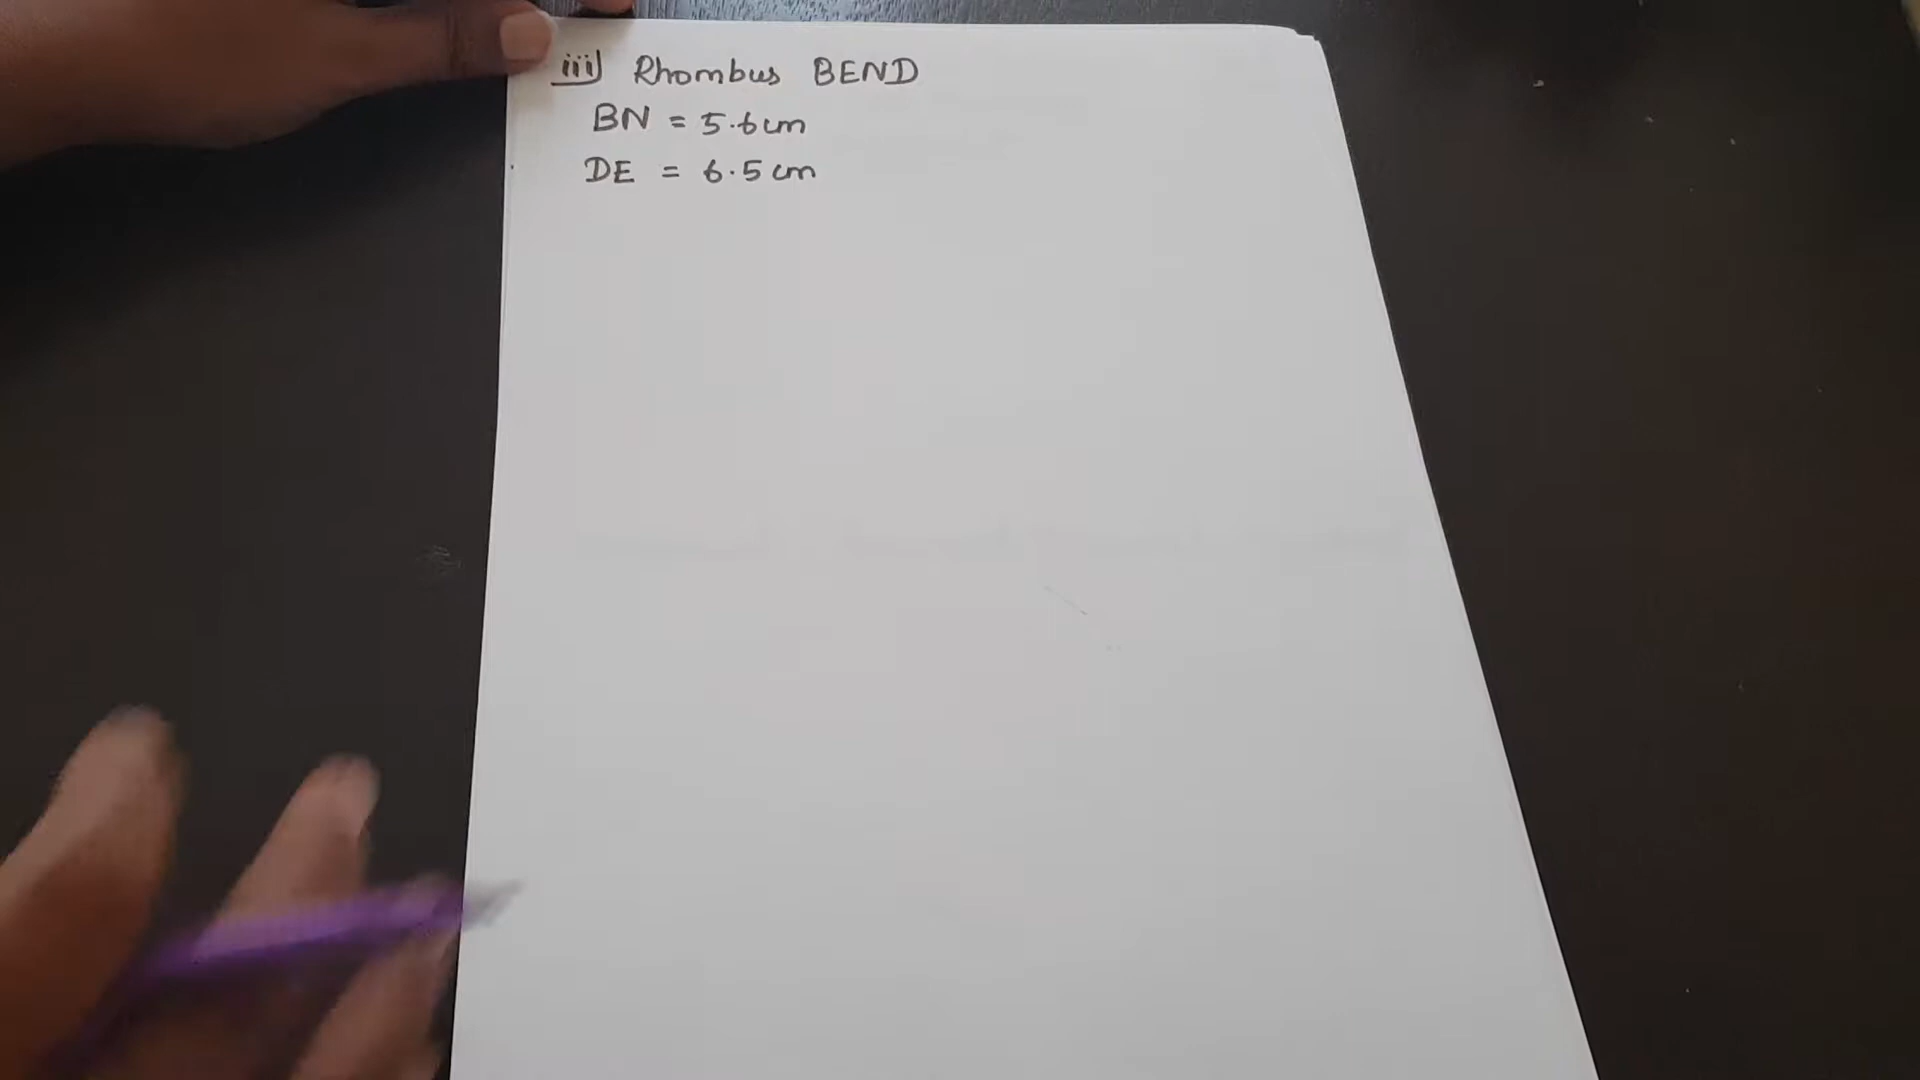 iii) Rhombus BEND
BN = 5.6cm
DE = 6.5cm